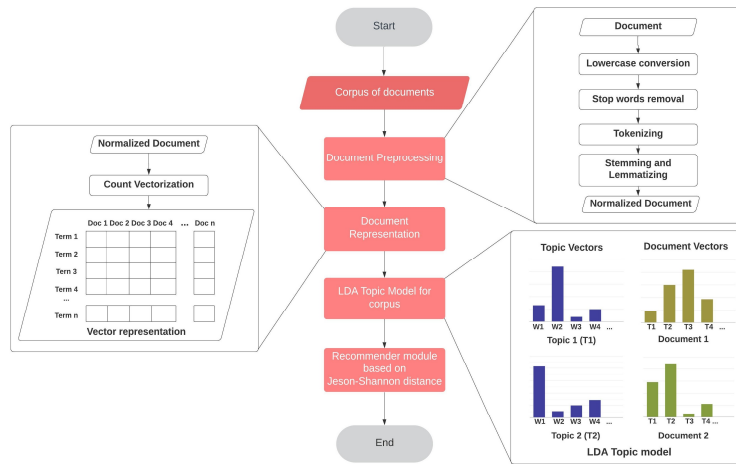 Start
Corpus of documents
Document Preprocessing
Document
Representation
LDA Topic Model for
corpus
Recommender module
based on
Jeson-Shannon distance
End
Document
Lowercase conversion
Stop words removal
Tokenizing
Stemming and
Lemmatizing
Normalized Document
Normalized Document
Count Vectorization
Doc 1 Doc 2 Doc 3 Doc 4 ... Doc n
Term 1
Term 2
Tern 3
Term 4
...
Term n
Vector representation
Topic Vectors
W1 W2 W3 W4 ...
Topic 1 (T1)
Document Vectors
T1 T2 T3 T4 ...
Document 1
W1 W2 W3 W4 ...
Topic 2 (T2)
T1 T2 T3 T4 ...
Document 2
LDA Topic model